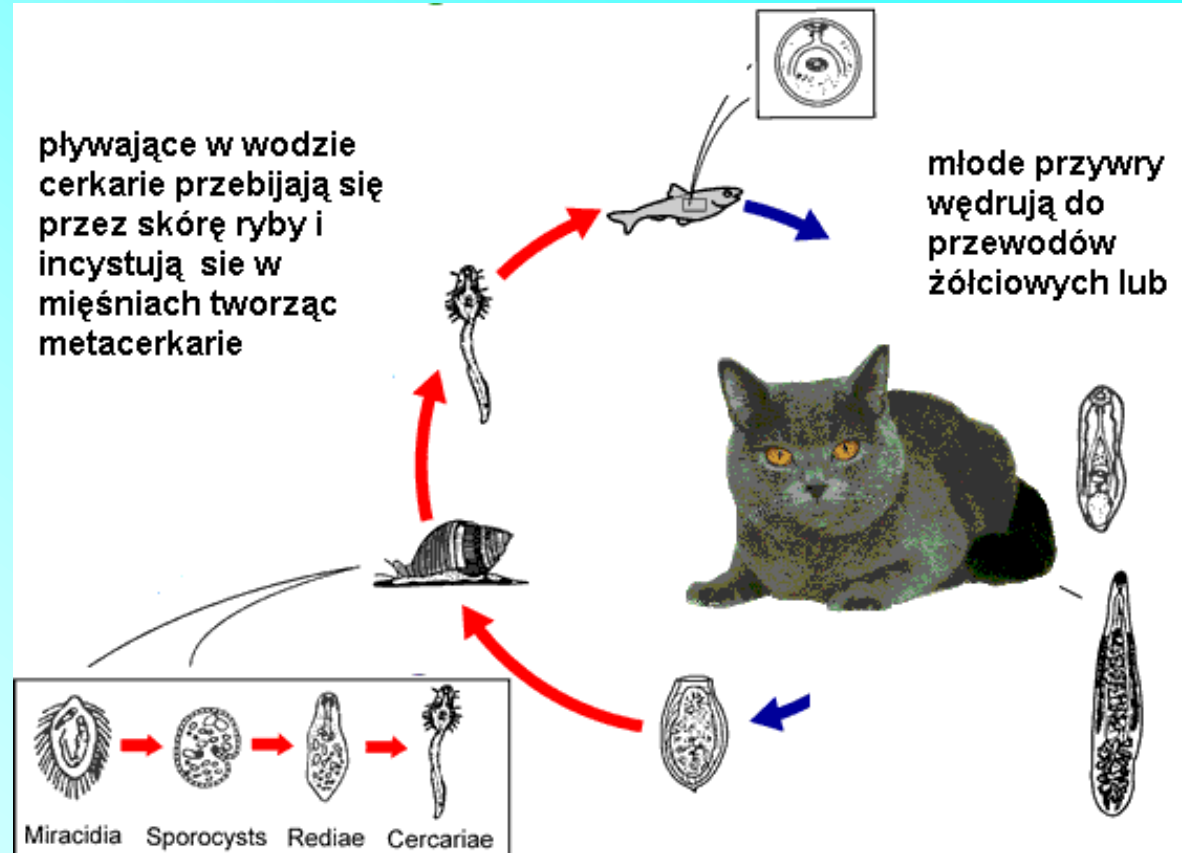 pływające w wodzie
cerkarie przebijają się
przez skórę ryby i
incystują sie w
mięśniach tworząc
metacerkarie
młode przywry
wędrują do
przewodów
żółciowych lub
Miracidia Sporocysts Rediae Cercariae